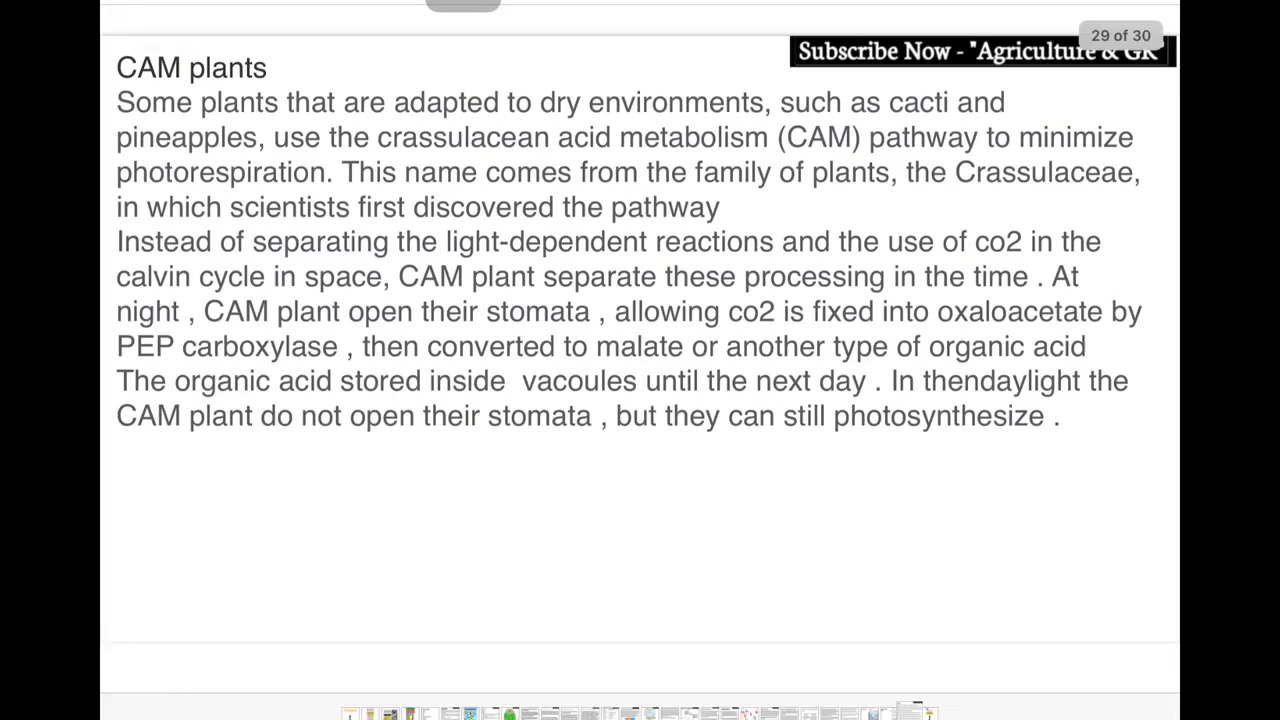 29 of 30
Subscribe Now - "Agriculture & GK"
CAM plants
Some plants that are adapted to dry environments, such as cacti and
pineapples, use the crassulacean acid metabolism (CAM) pathway to minimize
photorespiration. This name comes from the family of plants, the Crassulaceae,
in which scientists first discovered the pathway
Instead of separating the light-dependent reactions and the use of co2 in the
calvin cycle in space, CAM plant separate these processing in the time . At
night , CAM plant open their stomata , allowing co2 is fixed into oxaloacetate by
PEP carboxylase , then converted to malate or another type of organic acid
The organic acid stored inside  vacoules until the next day . In thendaylight the
CAM plant do not open their stomata , but they can still photosynthesize .